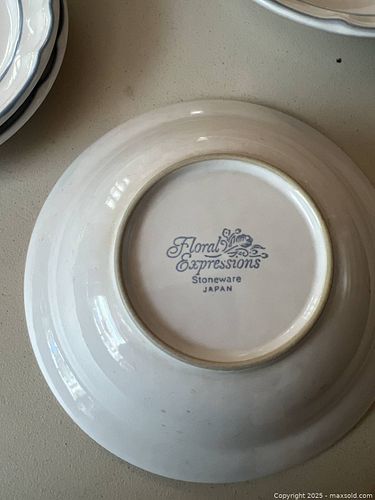 Floral
Expressions
Stoneware
JAPAN
Copyright 2025 - maxsold.com